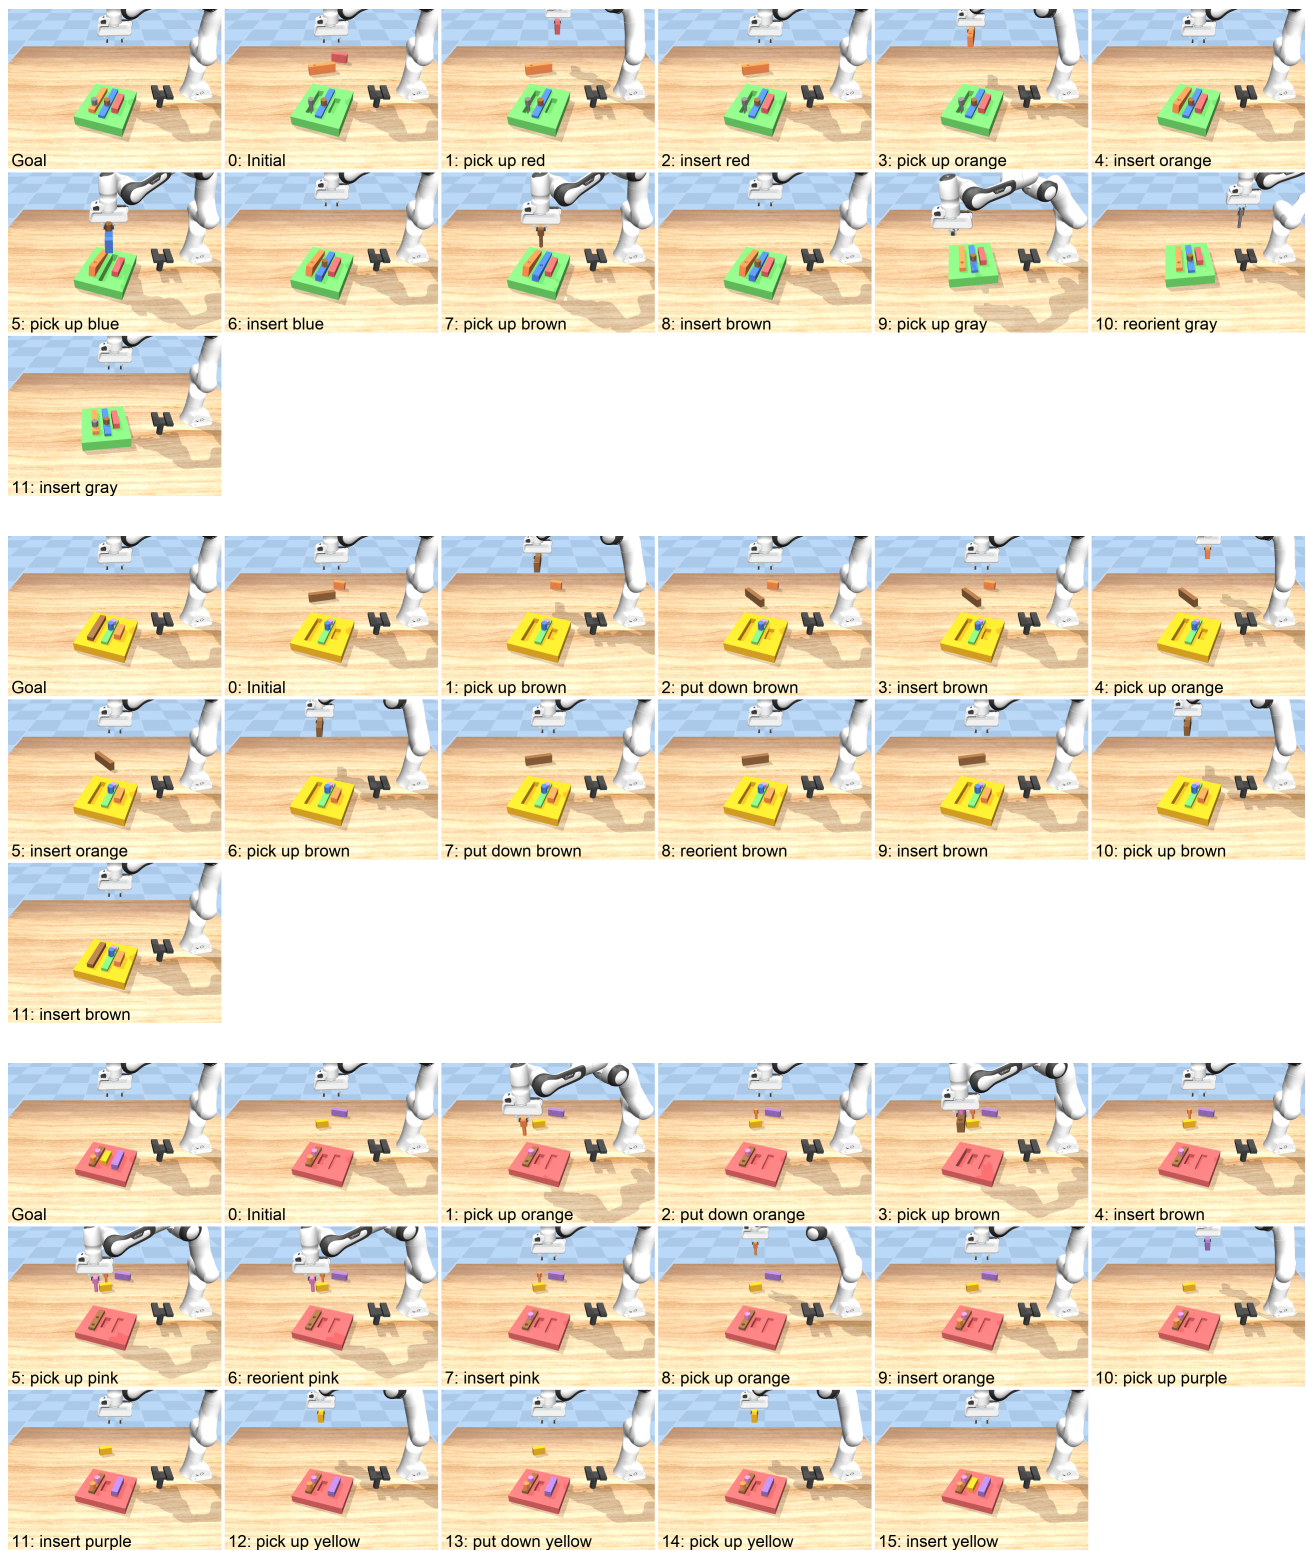 Goal
0: Initial
1: pick up red
2: insert red
3: pick up orange
4: insert orange
5: pick up blue
6: insert blue
7: pick up brown
8: insert brown
9: pick up gray
10: reorient gray
11: insert gray
Goal
0: Initial
1: pick up brown
2: put down brown
3: insert brown
4: pick up orange
5: insert orange
6: pick up brown
7: put down brown
8: reorient brown
9: insert brown
10: pick up brown
11: insert brown
Goal
0: Initial
1: pick up orange
2: put down orange
3: pick up brown
4: insert brown
5: pick up pink
6: reorient pink
7: insert pink
8: pick up orange
9: insert orange
10: pick up purple
11: insert purple
12: pick up yellow
13: put down yellow
14: pick up yellow
15: insert yellow